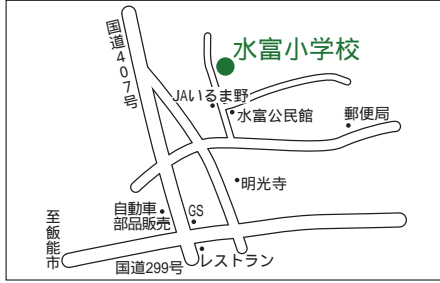 国道407号
水富小学校
JAいるま野
水富公民館
郵便局
明光寺
自動車
部品販売
GS
至飯能市
国道299号
レストラン